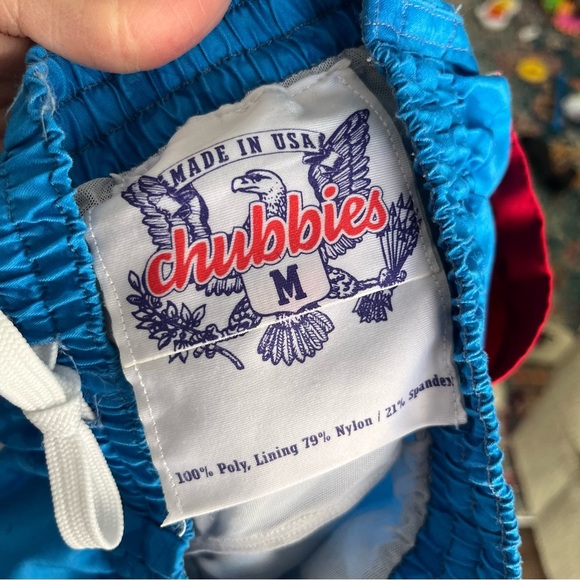 MADE IN USA
chubbies
M
100% Poly, Lining 79% Nylon / 21% Spandex